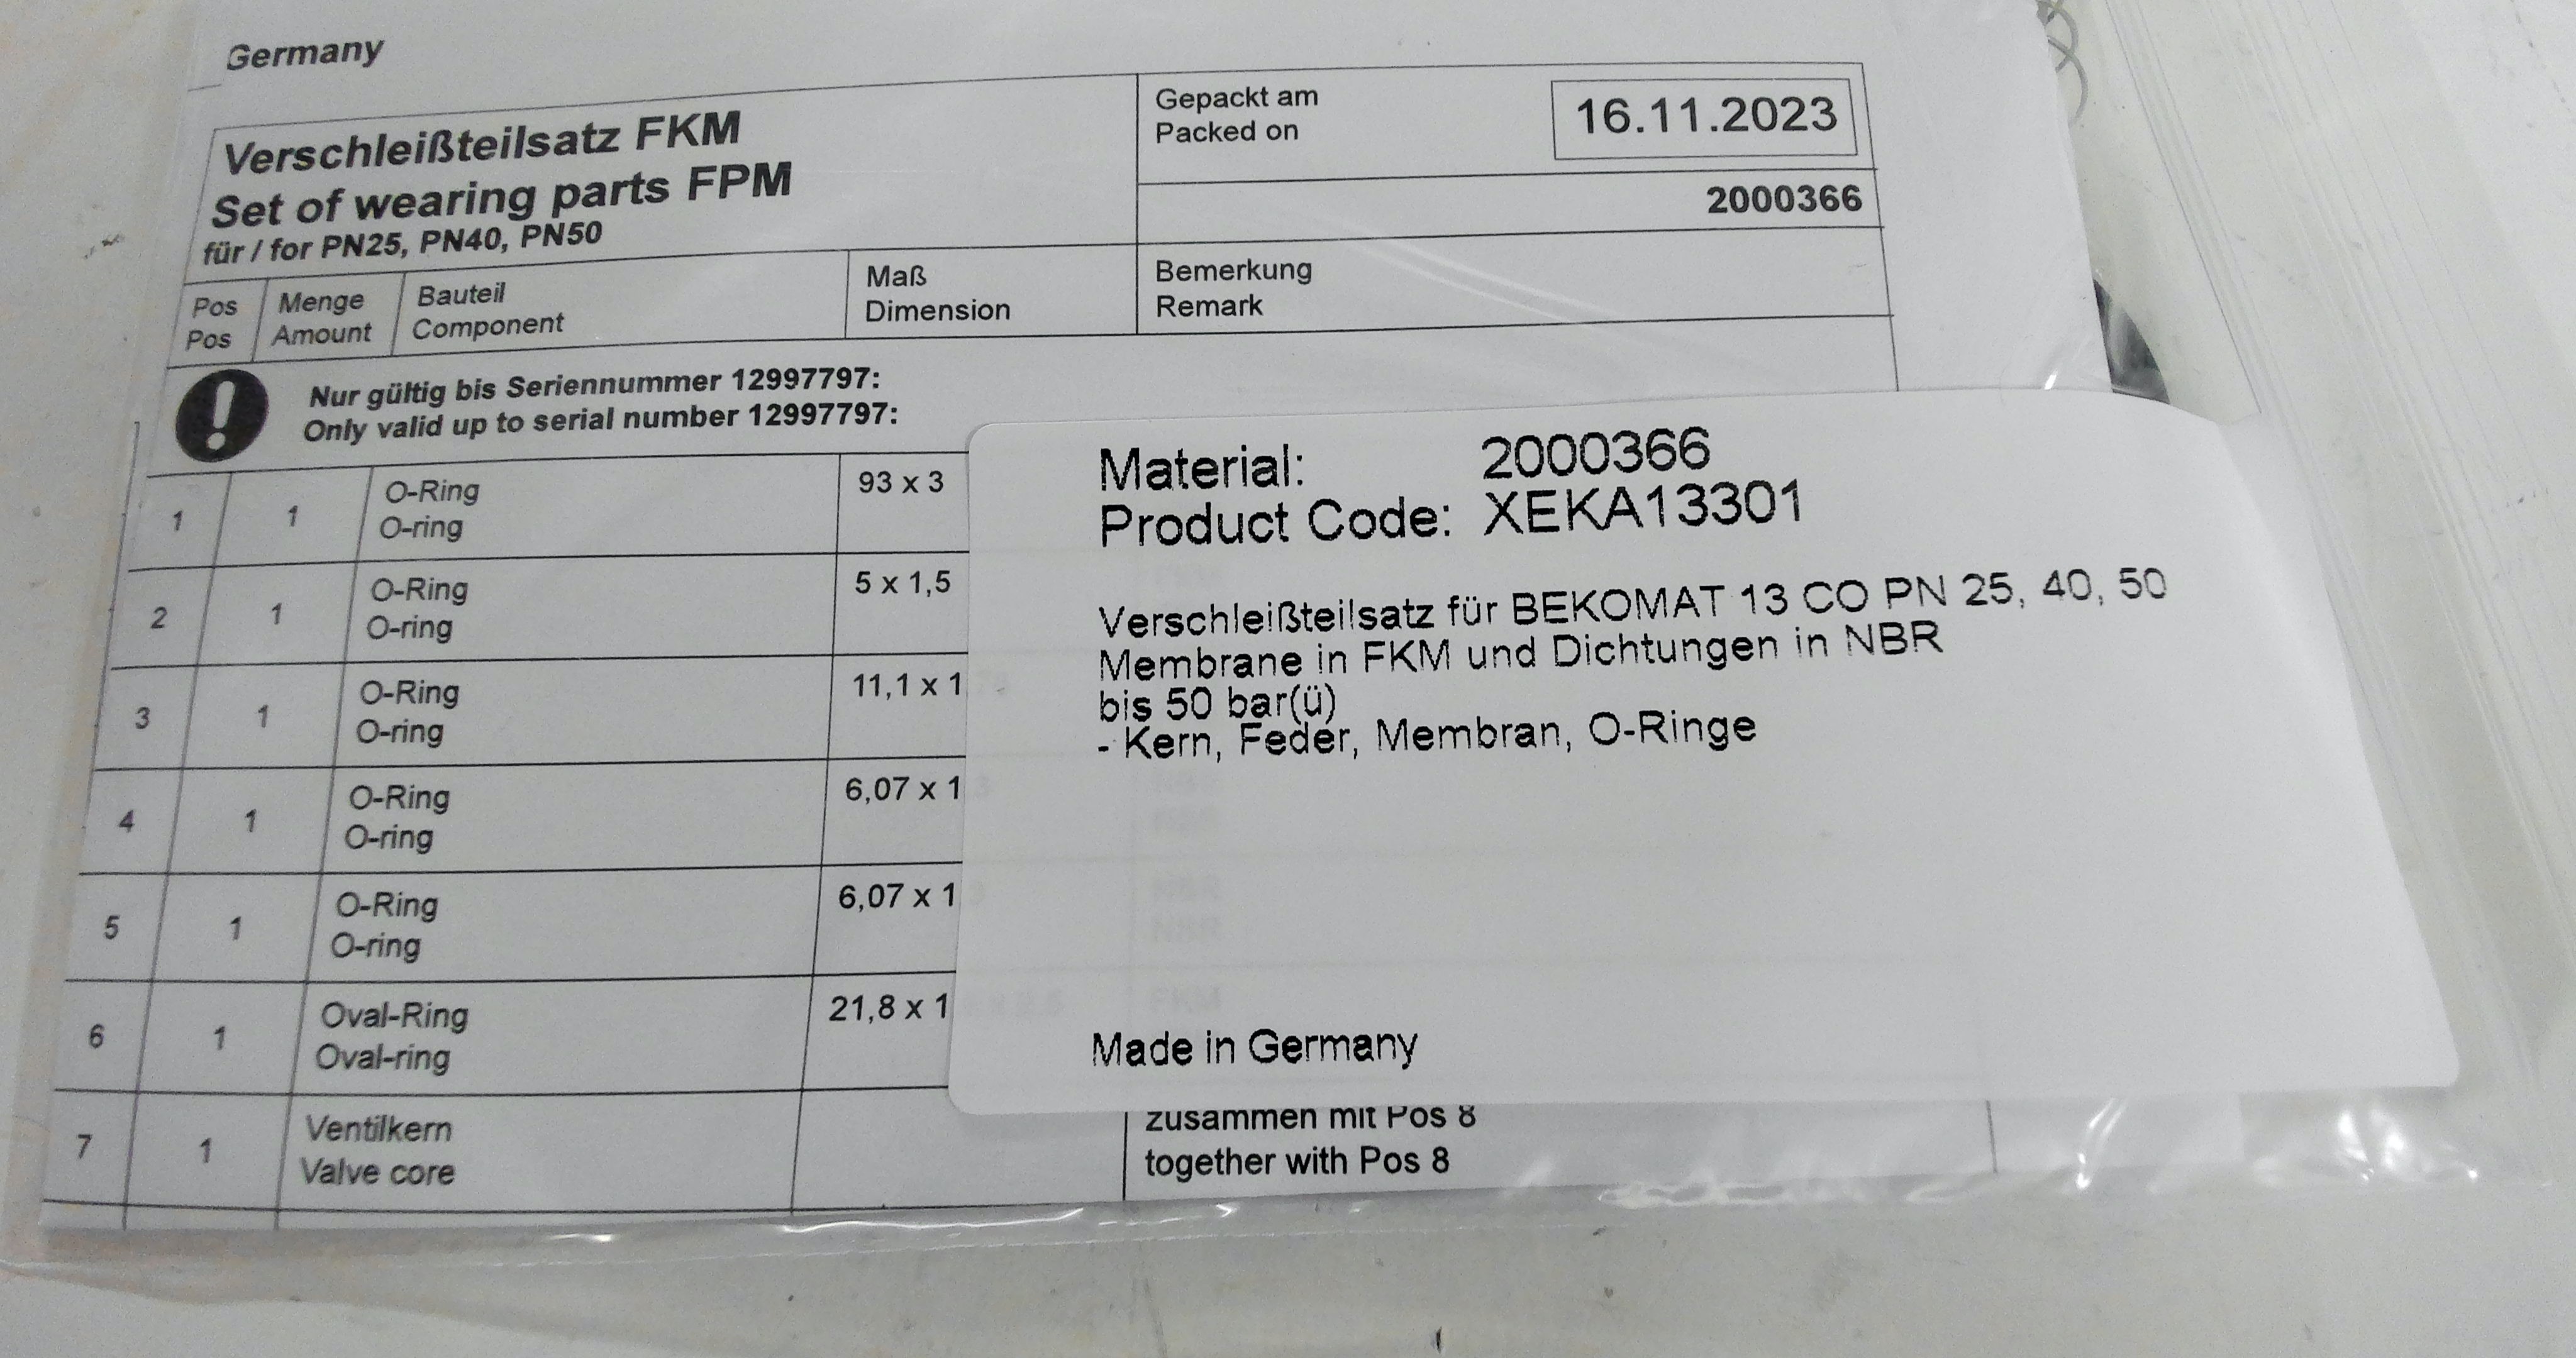 Germany
Verschleißteilsatz FKM
Set of wearing parts FPM
für / for PN25, PN40, PN50
Gepackt am
Packed on
16.11.2023
2000366
Pos Menge Bauteil Maß Bemerkung
Pos Amount Component Dimension Remark
Nur gültig bis Seriennummer 12997797:
Only valid up to serial number 12997797:
1 1 O-Ring 93 x 3
O-ring
2 1 O-Ring 5 x 1,5
O-ring
3 1 O-Ring 11,1 x 1
O-ring
4 1 O-Ring 6,07 x 1
O-ring
5 1 O-Ring 6,07 x 1
O-ring
6 1 Oval-Ring 21,8 x 1
Oval-ring
7 1 Ventilkern zusammen mit Pos 8
Valve core together with Pos 8
Material: 2000366
Product Code: XEKA13301
Verschleißteilsatz für BEKOMAT 13 CO PN 25, 40, 50
Membrane in FKM und Dichtungen in NBR
bis 50 bar(ü)
- Kern, Feder, Membran, O-Ringe
Made in Germany